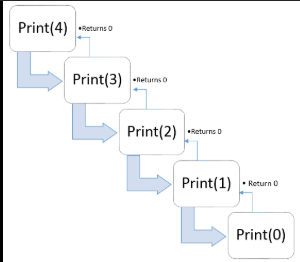 Print(4)
•Returns 0
Print(3)
•Returns 0
Print(2)
•Returns 0
Print(1)
• Return 0
Print(0)